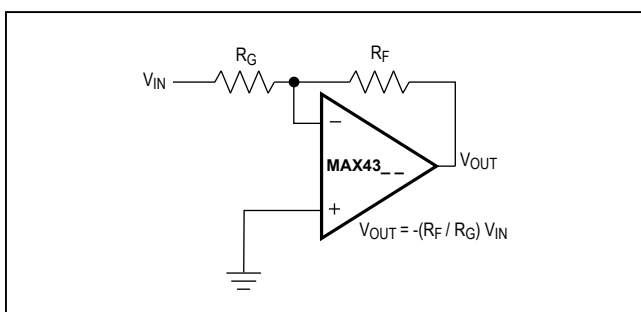 R_G
R_F
V_IN
−
MAX43_ _
V_OUT
+
V_OUT = -(R_F / R_G) V_IN